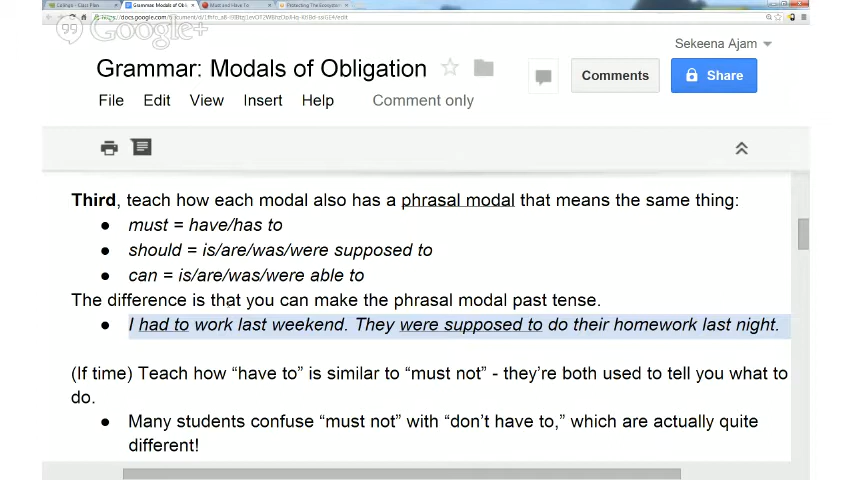 Must and Have To
Google+
Sekeena Ajam
Grammar: Modals of Obligation
Comments
Share
File Edit View Insert Help Comment only
Third, teach how each modal also has a phrasal modal that means the same thing:
● must = have/has to
● should = is/are/was/were supposed to
● can = is/are/was/were able to
The difference is that you can make the phrasal modal past tense.
● I had to work last weekend. They were supposed to do their homework last night.
(If time) Teach how “have to” is similar to “must not” - they’re both used to tell you what to
do.
● Many students confuse “must not” with “don’t have to,” which are actually quite
different!